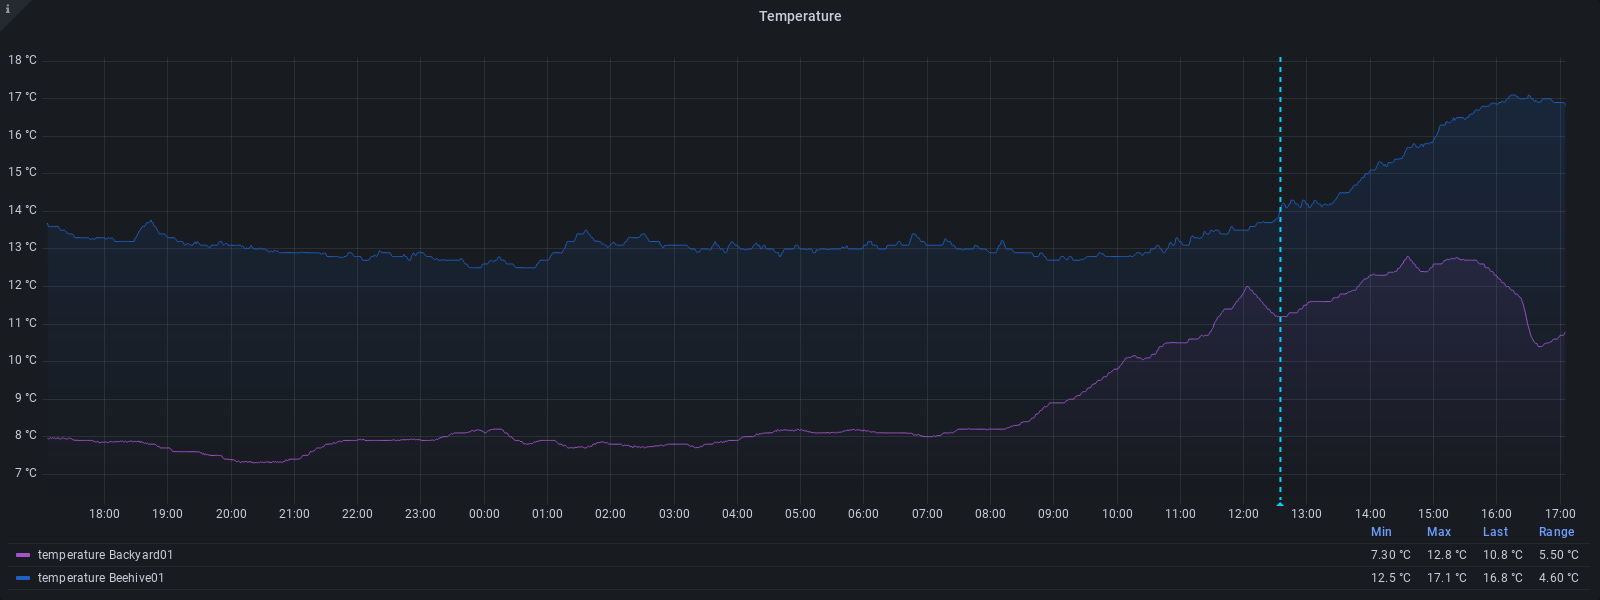 i
Temperature
18 °C
17 °C
16 °C
15 °C
14 °C
13 °C
12 °C
11 °C
10 °C
9 °C
8 °C
7 °C
18:00 19:00 20:00 21:00 22:00 23:00 00:00 01:00 02:00 03:00 04:00 05:00 06:00 07:00 08:00 09:00 10:00 11:00 12:00 13:00 14:00 15:00 16:00 17:00
Min Max Last Range
temperature Backyard01 7.30 °C 12.8 °C 10.8 °C 5.50 °C
temperature Beehive01 12.5 °C 17.1 °C 16.8 °C 4.60 °C